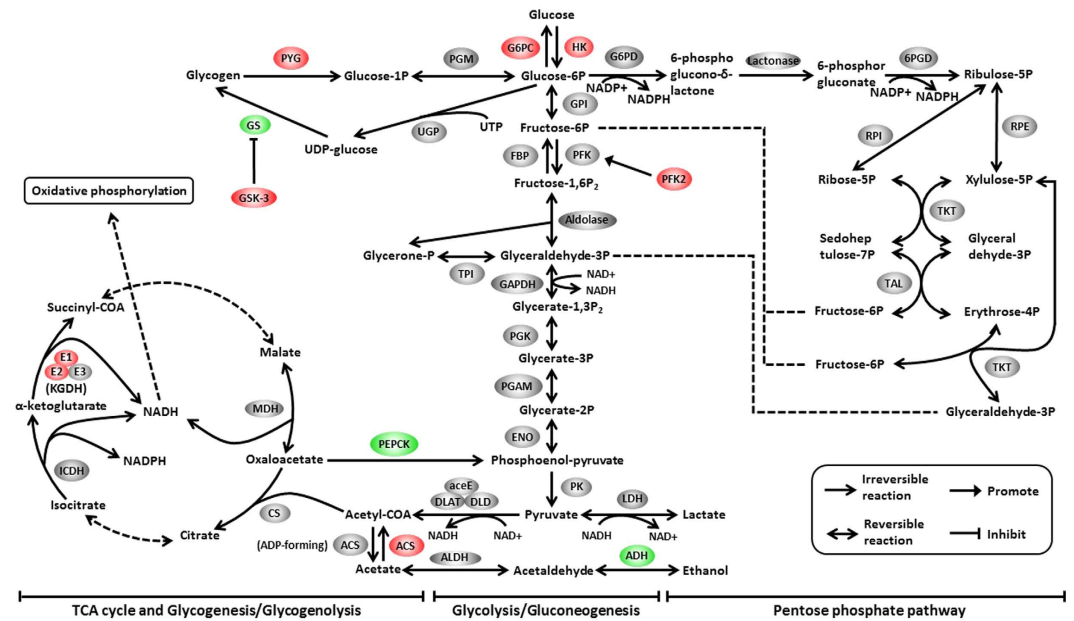 Glucose
PYG
PGM
G6PC
HK
G6PD
Lactonase
6PGD
Glycogen
Glucose-1P
Glucose-6P
NADP+
NADPH
6-phospho
glucono-δ-
lactone
6-phosphor
gluconate
NADP+
NADPH
Ribulose-5P
GS
UGP
UTP
GPI
UDP-glucose
Fructose-6P
RPI
RPE
FBP
PFK
PFK2
GSK-3
Fructose-1,6P2
Ribose-5P
Xylulose-5P
Oxidative phosphorylation
Aldolase
TKT
Glycerone-P
Glyceraldehyde-3P
Sedohep
tulose-7P
Glyceral
dehyde-3P
TPI
GAPDH
NAD+
NADH
TAL
Succinyl-COA
Glycerate-1,3P2
Fructose-6P
Erythrose-4P
PGK
Malate
Glycerate-3P
Fructose-6P
TKT
E1
E2
E3
(KGDH)
PGAM
α-ketoglutarate
NADH
MDH
Glycerate-2P
Glyceraldehyde-3P
ENO
PEPCK
NADPH
ICDH
Oxaloacetate
Phosphoenol-pyruvate
Isocitrate
aceE
DLAT
DLD
PK
LDH
CS
Acetyl-COA
Pyruvate
Lactate
Citrate
NADH
NAD+
NADH
NAD+
(ADP-forming)
ACS
ACS
ALDH
ADH
Acetate
Acetaldehyde
Ethanol
Irreversible
reaction
Promote
Reversible
reaction
Inhibit
TCA cycle and Glycogenesis/Glycogenolysis
Glycolysis/Gluconeogenesis
Pentose phosphate pathway